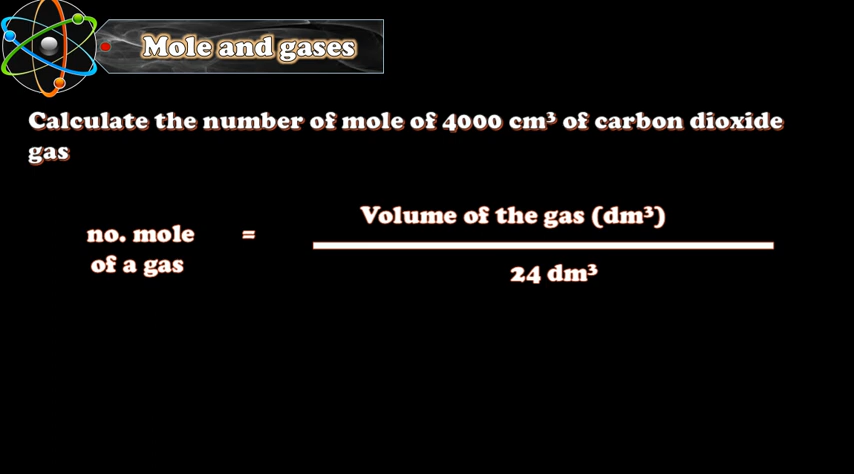 Mole and gases
Calculate the number of mole of 4000 cm³ of carbon dioxide
gas
Volume of the gas (dm³)
no. mole =
of a gas
24 dm³